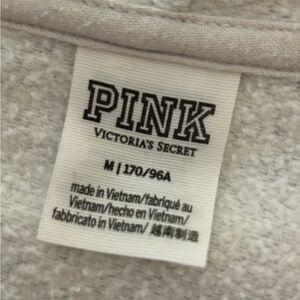 PINK
VICTORIA'S SECRET
M | 170/96A
made in Vietnam/fabriqué au
Vietnam/hecho en Vietnam/
fabbricato in Vietnam/ 越南制造